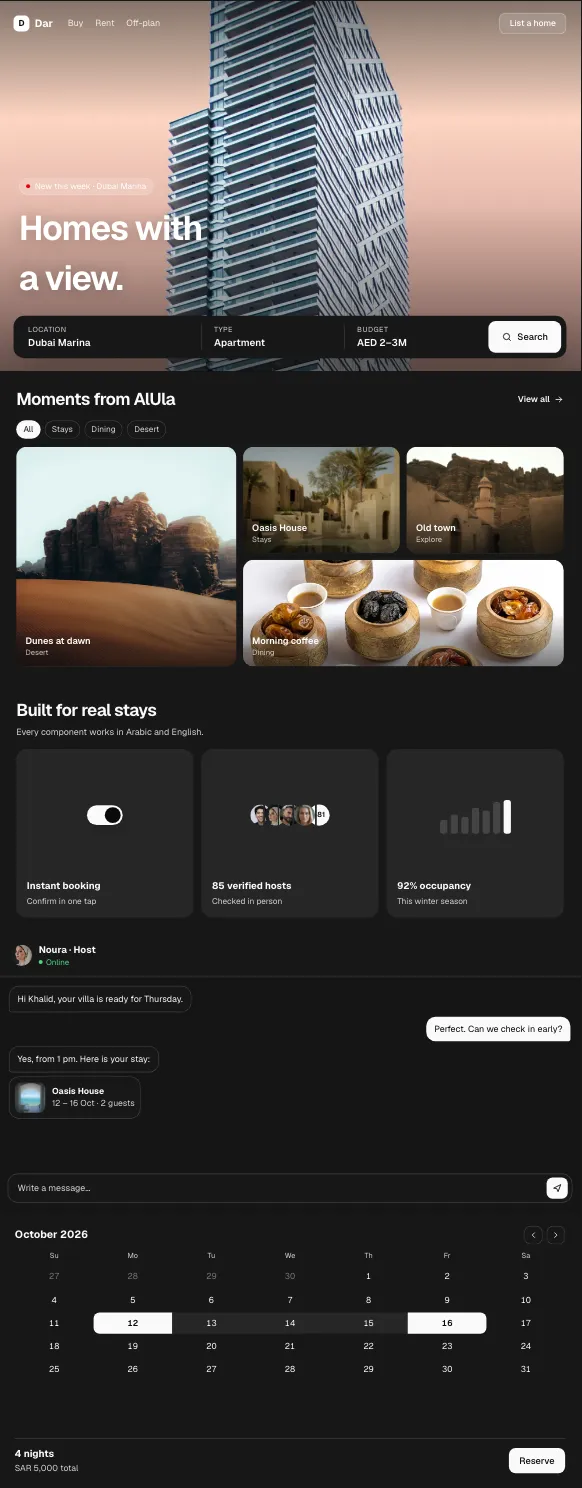 D Dar Buy Rent Off-plan List a home
New this week · Dubai Marina
Homes with
a view.
LOCATION TYPE BUDGET
Dubai Marina Apartment AED 2–3M Search
Moments from AlUla View all →
All Stays Dining Desert
Oasis House
Stays
Old town
Explore
Dunes at dawn
Desert
Morning coffee
Dining
Built for real stays
Every component works in Arabic and English.
81
Instant booking
Confirm in one tap
85 verified hosts
Checked in person
92% occupancy
This winter season
Noura · Host
Online
Hi Khalid, your villa is ready for Thursday.
Perfect. Can we check in early?
Yes, from 1 pm. Here is your stay:
Oasis House
12 – 16 Oct · 2 guests
Write a message...
October 2026
Su Mo Tu We Th Fr Sa
27 28 29 30 1 2 3
4 5 6 7 8 9 10
11 12 13 14 15 16 17
18 19 20 21 22 23 24
25 26 27 28 29 30 31
4 nights
SAR 5,000 total
Reserve